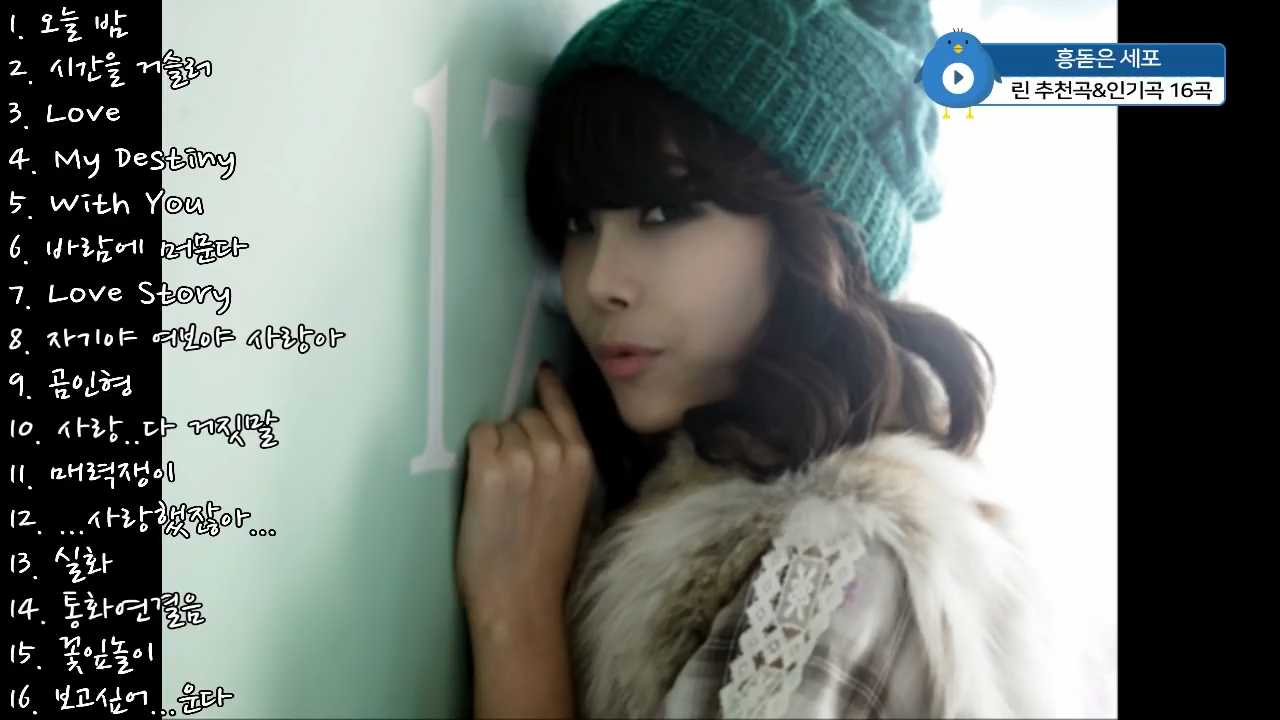 1. 오늘 밤
2. 시간을 거슬러
3. Love
4. My Destiny
5. With You
6. 바람에 머문다
7. Love Story
8. 자기야 여보야 사랑아
9. 곰인형
10. 사랑..다 거짓말
11. 매력쟁이
12. ...사랑했잖아...
13. 실화
14. 통화연결음
15. 꽃잎놀이
16. 보고싶어...운다
흥돋은 세포
린 추천곡&인기곡 16곡
17